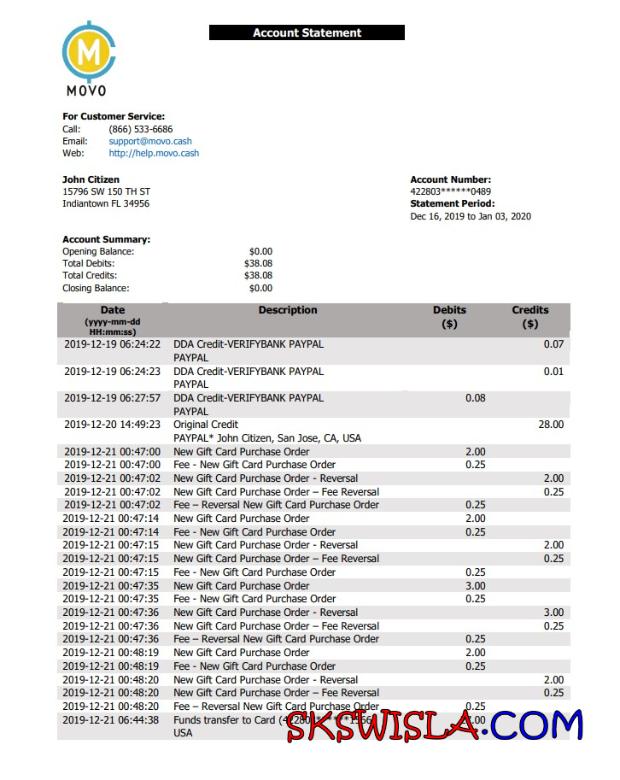 Account Statement
M
MOVO
For Customer Service:
Call: (866) 533-6686
Email: support@movo.cash
Web: http://help.movo.cash
John Citizen
15796 SW 150 TH ST
Indiantown FL 34956
Account Number:
422803******0489
Statement Period:
Dec 16, 2019 to Jan 03, 2020
Account Summary:
Opening Balance: $0.00
Total Debits: $38.08
Total Credits: $38.08
Closing Balance: $0.00
Date Description Debits Credits
(yyyy-mm-dd ($) ($)
HH:mm:ss)
2019-12-19 06:24:22 DDA Credit-VERIFYBANK PAYPAL 0.07
PAYPAL
2019-12-19 06:24:23 DDA Credit-VERIFYBANK PAYPAL 0.01
PAYPAL
2019-12-19 06:27:57 DDA Credit-VERIFYBANK PAYPAL 0.08
PAYPAL
2019-12-20 14:49:23 Original Credit 28.00
PAYPAL* John Citizen, San Jose, CA, USA
2019-12-21 00:47:00 New Gift Card Purchase Order 2.00
2019-12-21 00:47:00 Fee - New Gift Card Purchase Order 0.25
2019-12-21 00:47:02 New Gift Card Purchase Order - Reversal 2.00
2019-12-21 00:47:02 New Gift Card Purchase Order – Fee Reversal 0.25
2019-12-21 00:47:02 Fee – Reversal New Gift Card Purchase Order 0.25
2019-12-21 00:47:14 New Gift Card Purchase Order 2.00
2019-12-21 00:47:14 Fee - New Gift Card Purchase Order 0.25
2019-12-21 00:47:15 New Gift Card Purchase Order - Reversal 2.00
2019-12-21 00:47:15 New Gift Card Purchase Order – Fee Reversal 0.25
2019-12-21 00:47:15 Fee - New Gift Card Purchase Order 0.25
2019-12-21 00:47:35 New Gift Card Purchase Order 3.00
2019-12-21 00:47:35 Fee - New Gift Card Purchase Order 0.25
2019-12-21 00:47:36 New Gift Card Purchase Order - Reversal 3.00
2019-12-21 00:47:36 New Gift Card Purchase Order – Fee Reversal 0.25
2019-12-21 00:47:36 Fee – Reversal New Gift Card Purchase Order 0.25
2019-12-21 00:48:19 New Gift Card Purchase Order 2.00
2019-12-21 00:48:19 Fee - New Gift Card Purchase Order 0.25
2019-12-21 00:48:20 New Gift Card Purchase Order - Reversal 2.00
2019-12-21 00:48:20 New Gift Card Purchase Order – Fee Reversal 0.25
2019-12-21 00:48:20 Fee – Reversal New Gift Card Purchase Order 0.25
2019-12-21 06:44:38 Funds transfer to Card
USA
SKSWISLA.COM